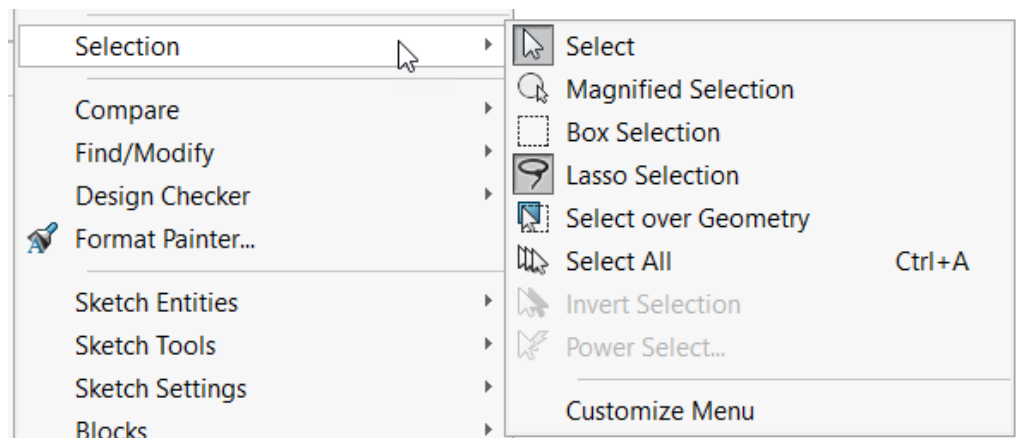 Selection
Compare
Find/Modify
Design Checker
Format Painter...
Sketch Entities
Sketch Tools
Sketch Settings
Blocks
Select
Magnified Selection
Box Selection
Lasso Selection
Select over Geometry
Select All Ctrl+A
Invert Selection
Power Select...
Customize Menu